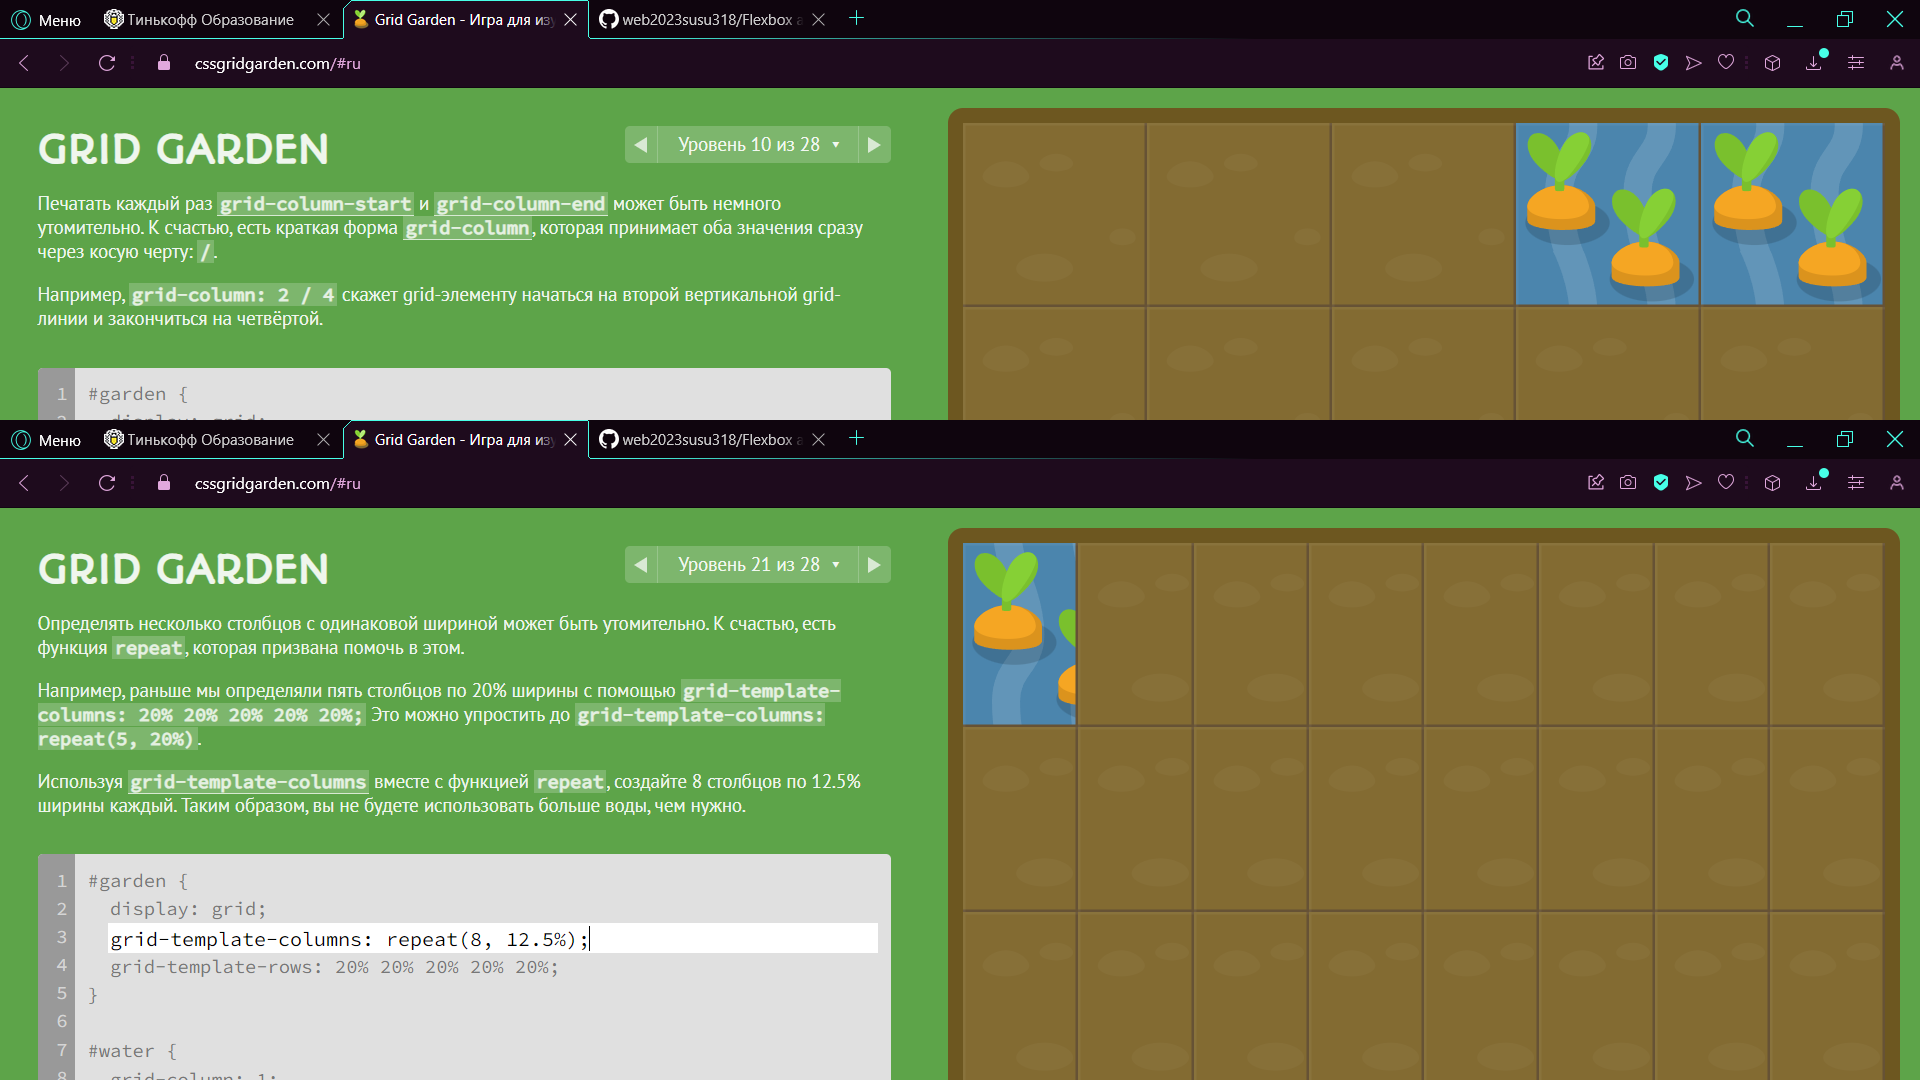 Меню
Тинькофф Образование
Grid Garden - Игра для из
web2023susu318/Flexbox a
cssgridgarden.com/#ru
GRID GARDEN
Уровень 10 из 28
Печатать каждый раз grid-column-start и grid-column-end может быть немного
утомительно. К счастью, есть краткая форма grid-column, которая принимает оба значения сразу
через косую черту: /.
Например, grid-column: 2 / 4 скажет grid-элементу начаться на второй вертикальной grid-
линии и закончиться на четвёртой.
1 #garden {
2 display: grid;
Меню
Тинькофф Образование
Grid Garden - Игра для из
web2023susu318/Flexbox a
cssgridgarden.com/#ru
GRID GARDEN
Уровень 21 из 28
Определять несколько столбцов с одинаковой шириной может быть утомительно. К счастью, есть
функция repeat, которая призвана помочь в этом.
Например, раньше мы определяли пять столбцов по 20% ширины с помощью grid-template-
columns: 20% 20% 20% 20% 20%; Это можно упростить до grid-template-columns:
repeat(5, 20%).
Используя grid-template-columns вместе с функцией repeat, создайте 8 столбцов по 12.5%
ширины каждый. Таким образом, вы не будете использовать больше воды, чем нужно.
1 #garden {
2 display: grid;
3 grid-template-columns: repeat(8, 12.5%);
4 grid-template-rows: 20% 20% 20% 20% 20%;
5 }
6
7 #water {
8 grid-column: 1;